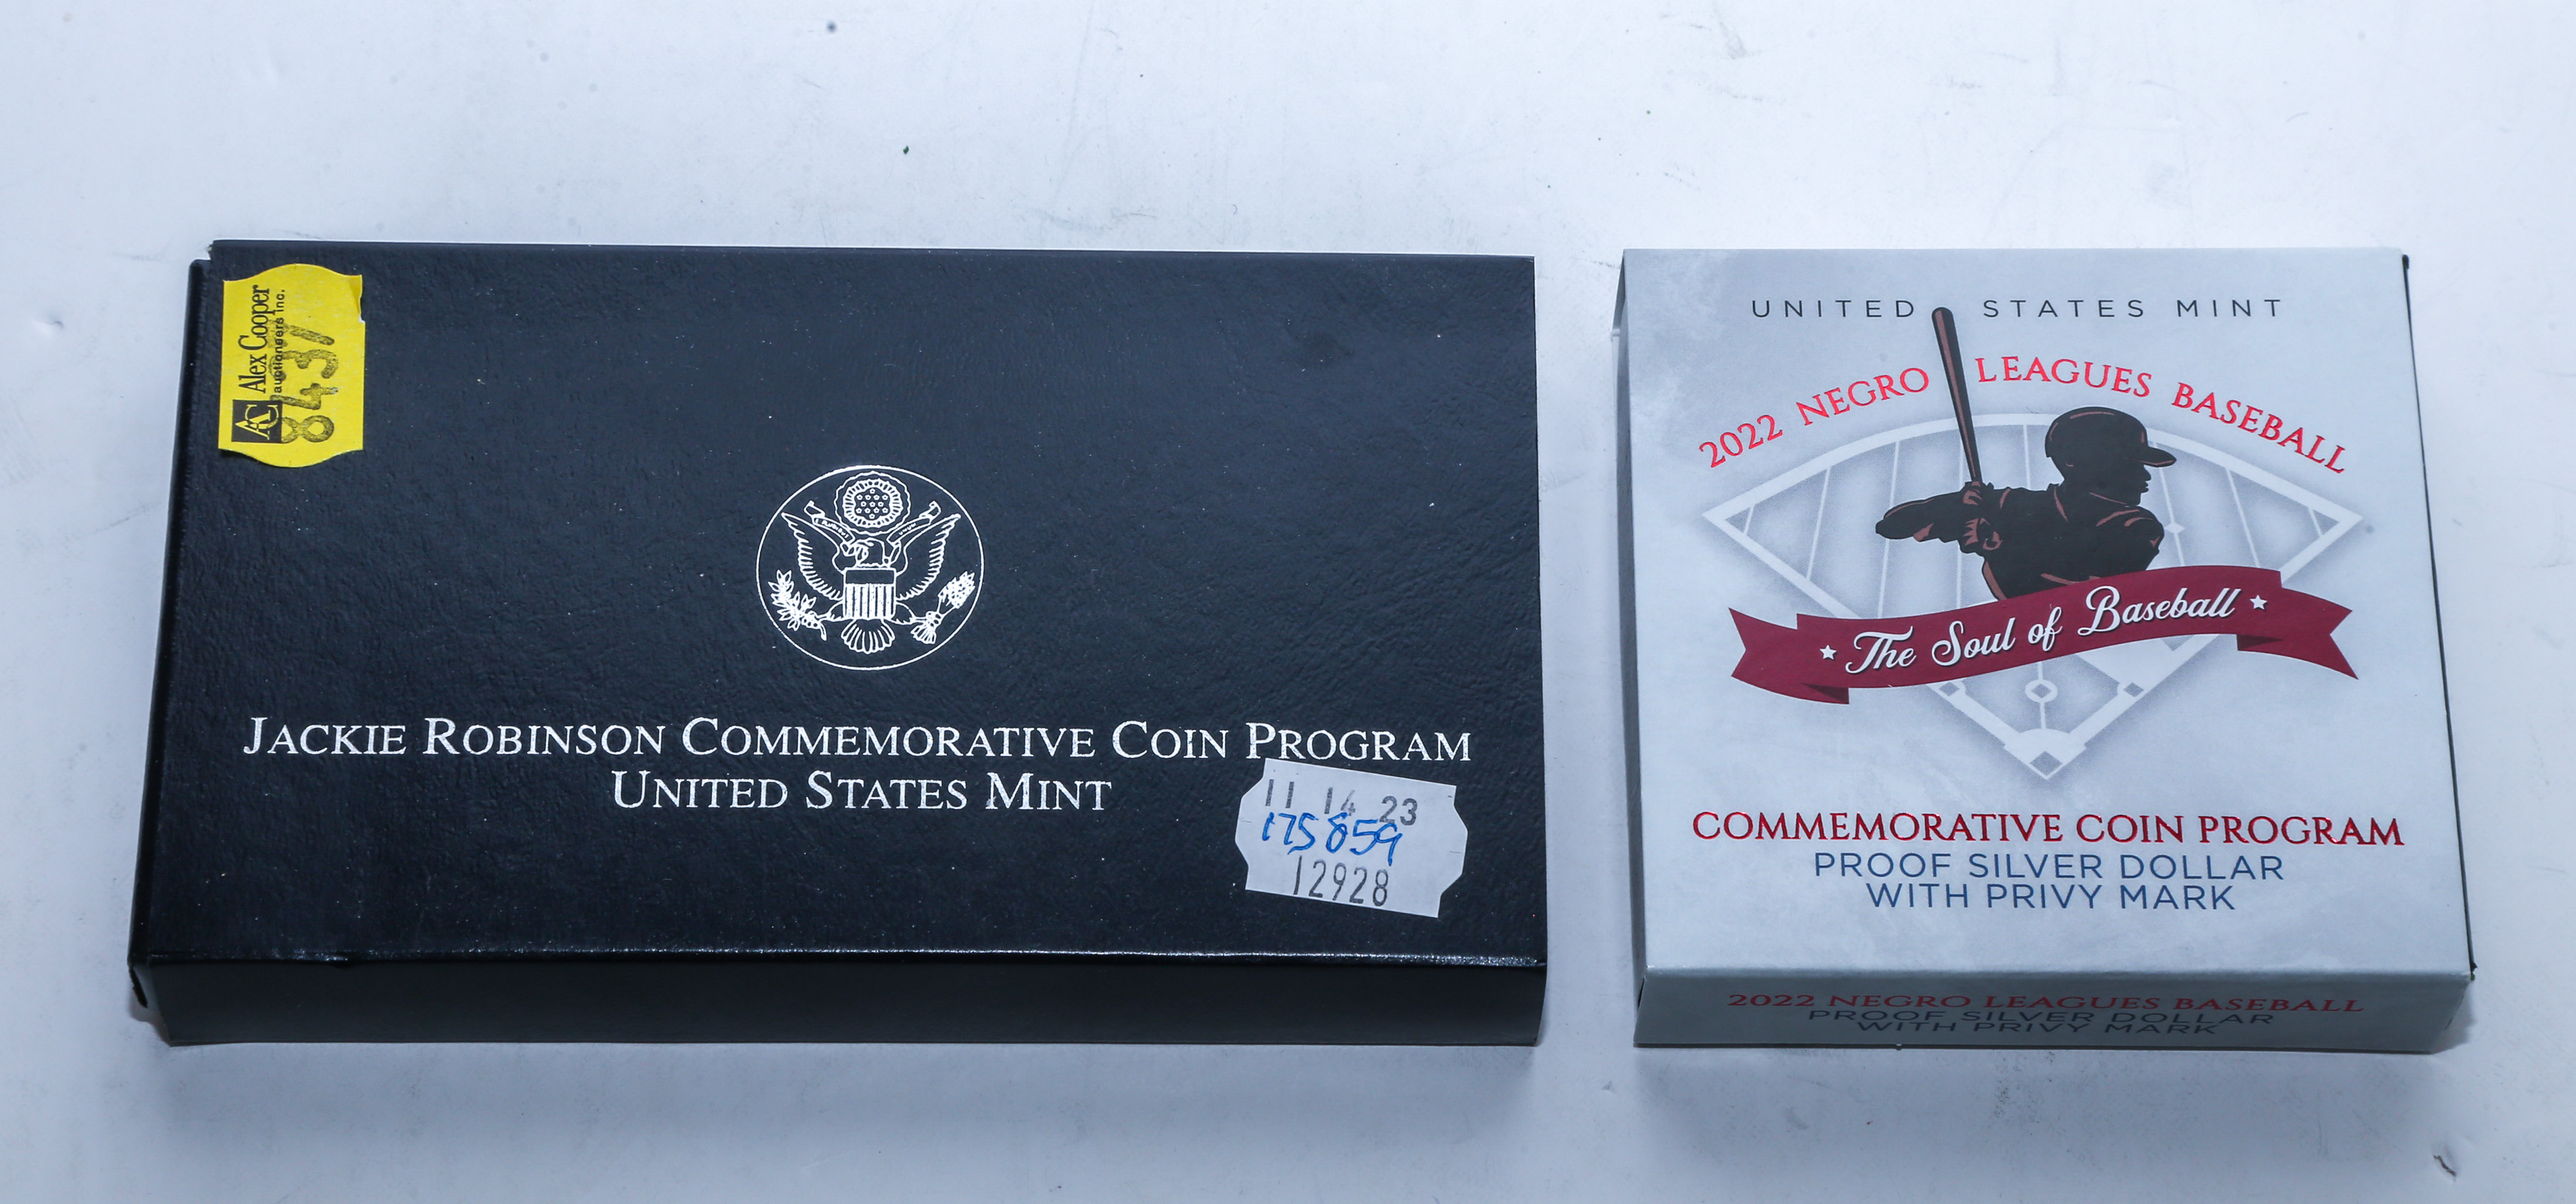 Alex Cooper
auctioneers Inc.
AC
8437
JACKIE ROBINSON COMMEMORATIVE COIN PROGRAM
UNITED STATES MINT
11 14 23
175859
12928
UNITED STATES MINT
2022 NEGRO LEAGUES BASEBALL
The Soul of Baseball
COMMEMORATIVE COIN PROGRAM
PROOF SILVER DOLLAR
WITH PRIVY MARK
2022 NEGRO LEAGUES BASEBALL
PROOF SILVER DOLLAR
WITH PRIVY MARK